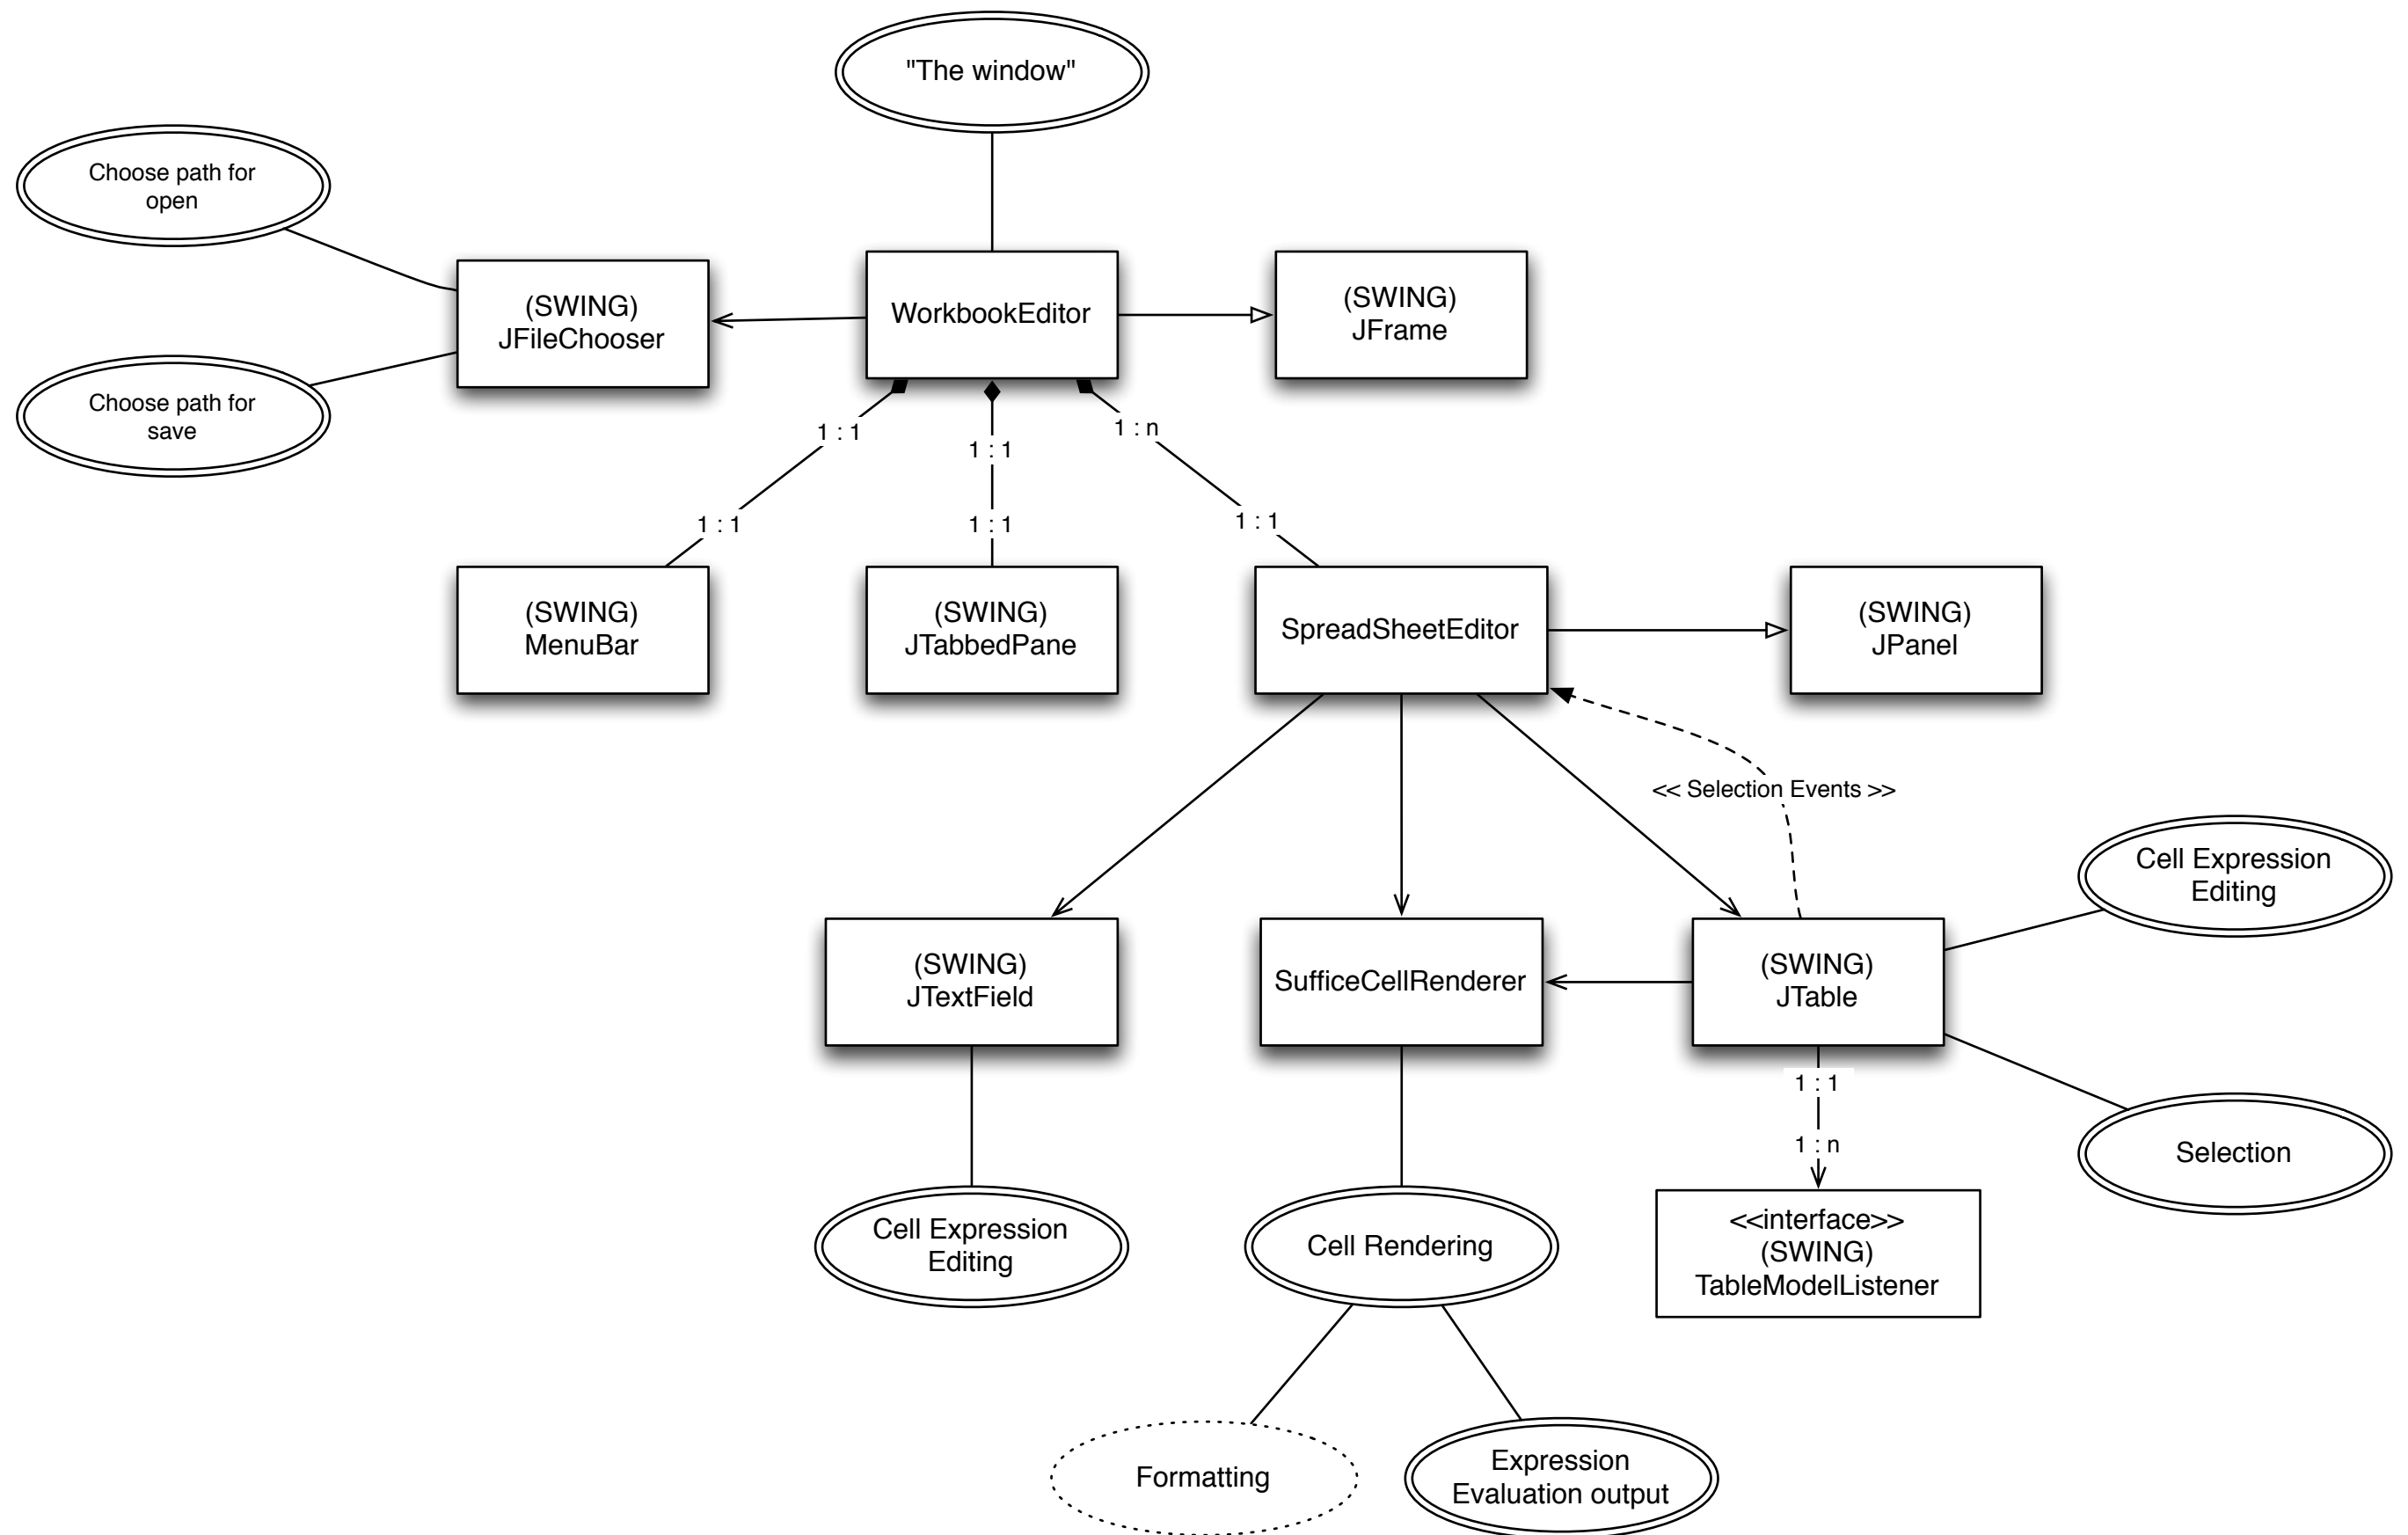 "The window"
Choose path for
open
(SWING)
JFileChooser
WorkbookEditor
(SWING)
JFrame
Choose path for
save
1 : 1
1 : 1
1 : n
1 : 1
1 : 1
1 : 1
(SWING)
MenuBar
(SWING)
JTabbedPane
SpreadSheetEditor
(SWING)
JPanel
<< Selection Events >>
Cell Expression
Editing
(SWING)
JTextField
SufficeCellRenderer
(SWING)
JTable
1 : 1
1 : n
Selection
Cell Expression
Editing
Cell Rendering
<<interface>>
(SWING)
TableModelListener
Formatting
Expression
Evaluation output